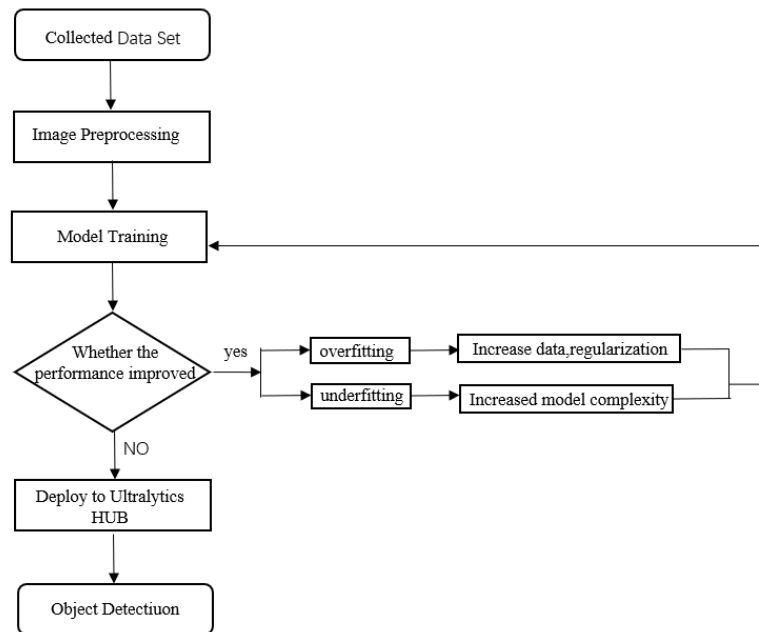 Collected Data Set
Image Preprocessing
Model Training
Whether the
performance improved
yes
overfitting
Increase data,regularization
underfitting
Increased model complexity
NO
Deploy to Ultralytics
HUB
Object Detectiuon